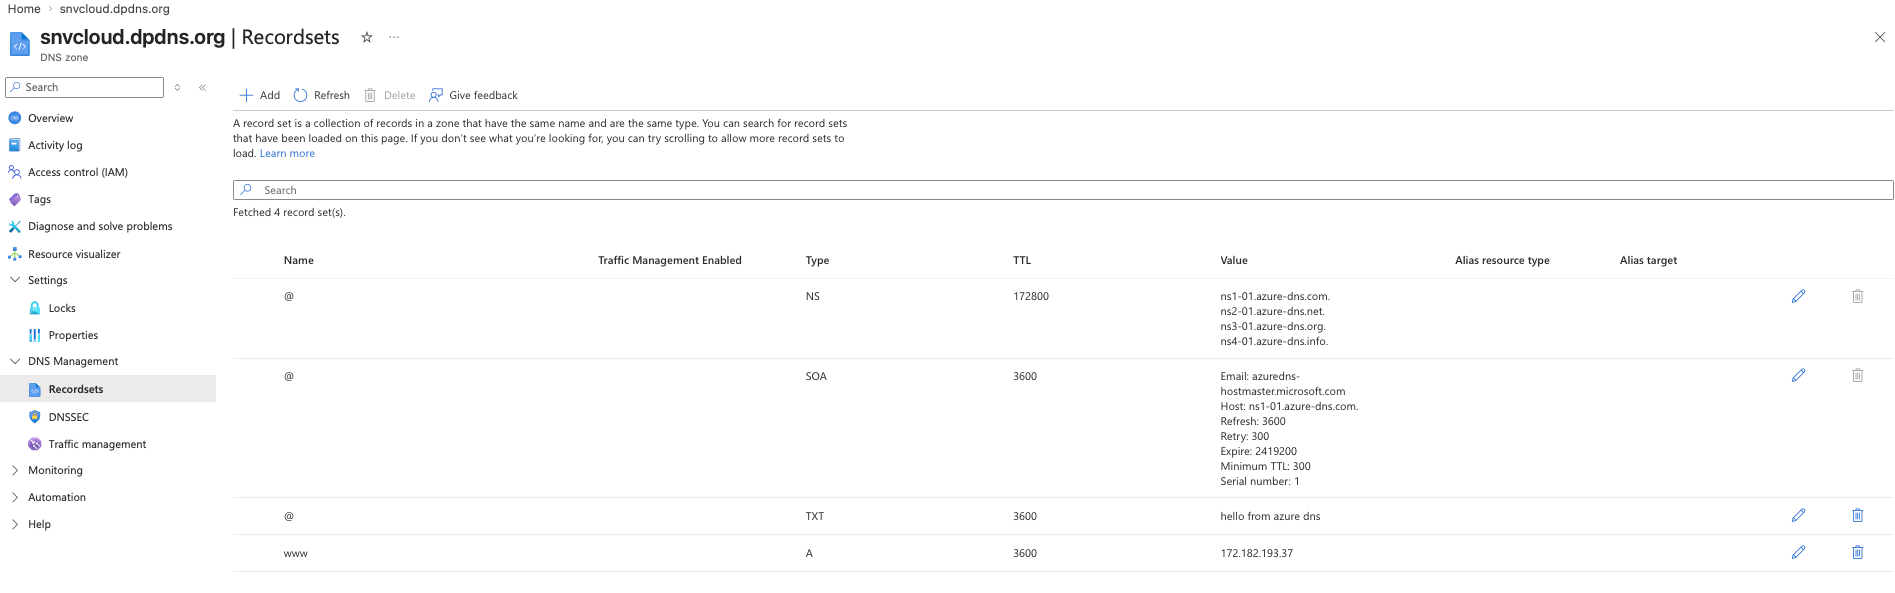 Home > snvcloud.dpdns.org
snvcloud.dpdns.org | Recordsets
DNS zone
Search
Overview
Activity log
Access control (IAM)
Tags
Diagnose and solve problems
Resource visualizer
Settings
Locks
Properties
DNS Management
Recordsets
DNSSEC
Traffic management
Monitoring
Automation
Help
Add Refresh Delete Give feedback
A record set is a collection of records in a zone that have the same name and are the same type. You can search for record sets
that have been loaded on this page. If you don't see what you're looking for, you can try scrolling to allow more record sets to
load. Learn more
Search
Fetched 4 record set(s).
Name Traffic Management Enabled Type TTL Value Alias resource type Alias target
@ NS 172800 ns1-01.azure-dns.com.
ns2-01.azure-dns.net.
ns3-01.azure-dns.org.
ns4-01.azure-dns.info.
@ SOA 3600 Email: azuredns-
hostmaster.microsoft.com
Host: ns1-01.azure-dns.com.
Refresh: 3600
Retry: 300
Expire: 2419200
Minimum TTL: 300
Serial number: 1
@ TXT 3600 hello from azure dns
www A 3600 172.182.193.37